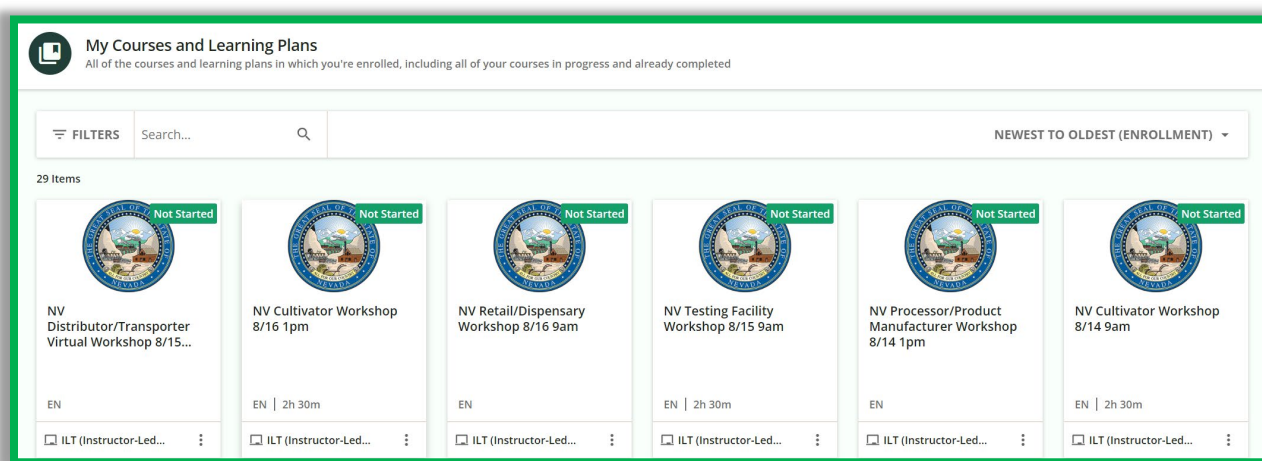 My Courses and Learning Plans
All of the courses and learning plans in which you're enrolled, including all of your courses in progress and already completed
FILTERS
Search...
NEWEST TO OLDEST (ENROLLMENT)
29 Items
Not Started
NV
Distributor/Transporter
Virtual Workshop 8/15...
EN
ILT (Instructor-Led...
Not Started
NV Cultivator Workshop
8/16 1pm
EN | 2h 30m
ILT (Instructor-Led...
Not Started
NV Retail/Dispensary
Workshop 8/16 9am
EN
ILT (Instructor-Led...
Not Started
NV Testing Facility
Workshop 8/15 9am
EN | 2h 30m
ILT (Instructor-Led...
Not Started
NV Processor/Product
Manufacturer Workshop
8/14 1pm
EN
ILT (Instructor-Led...
Not Started
NV Cultivator Workshop
8/14 9am
EN | 2h 30m
ILT (Instructor-Led...